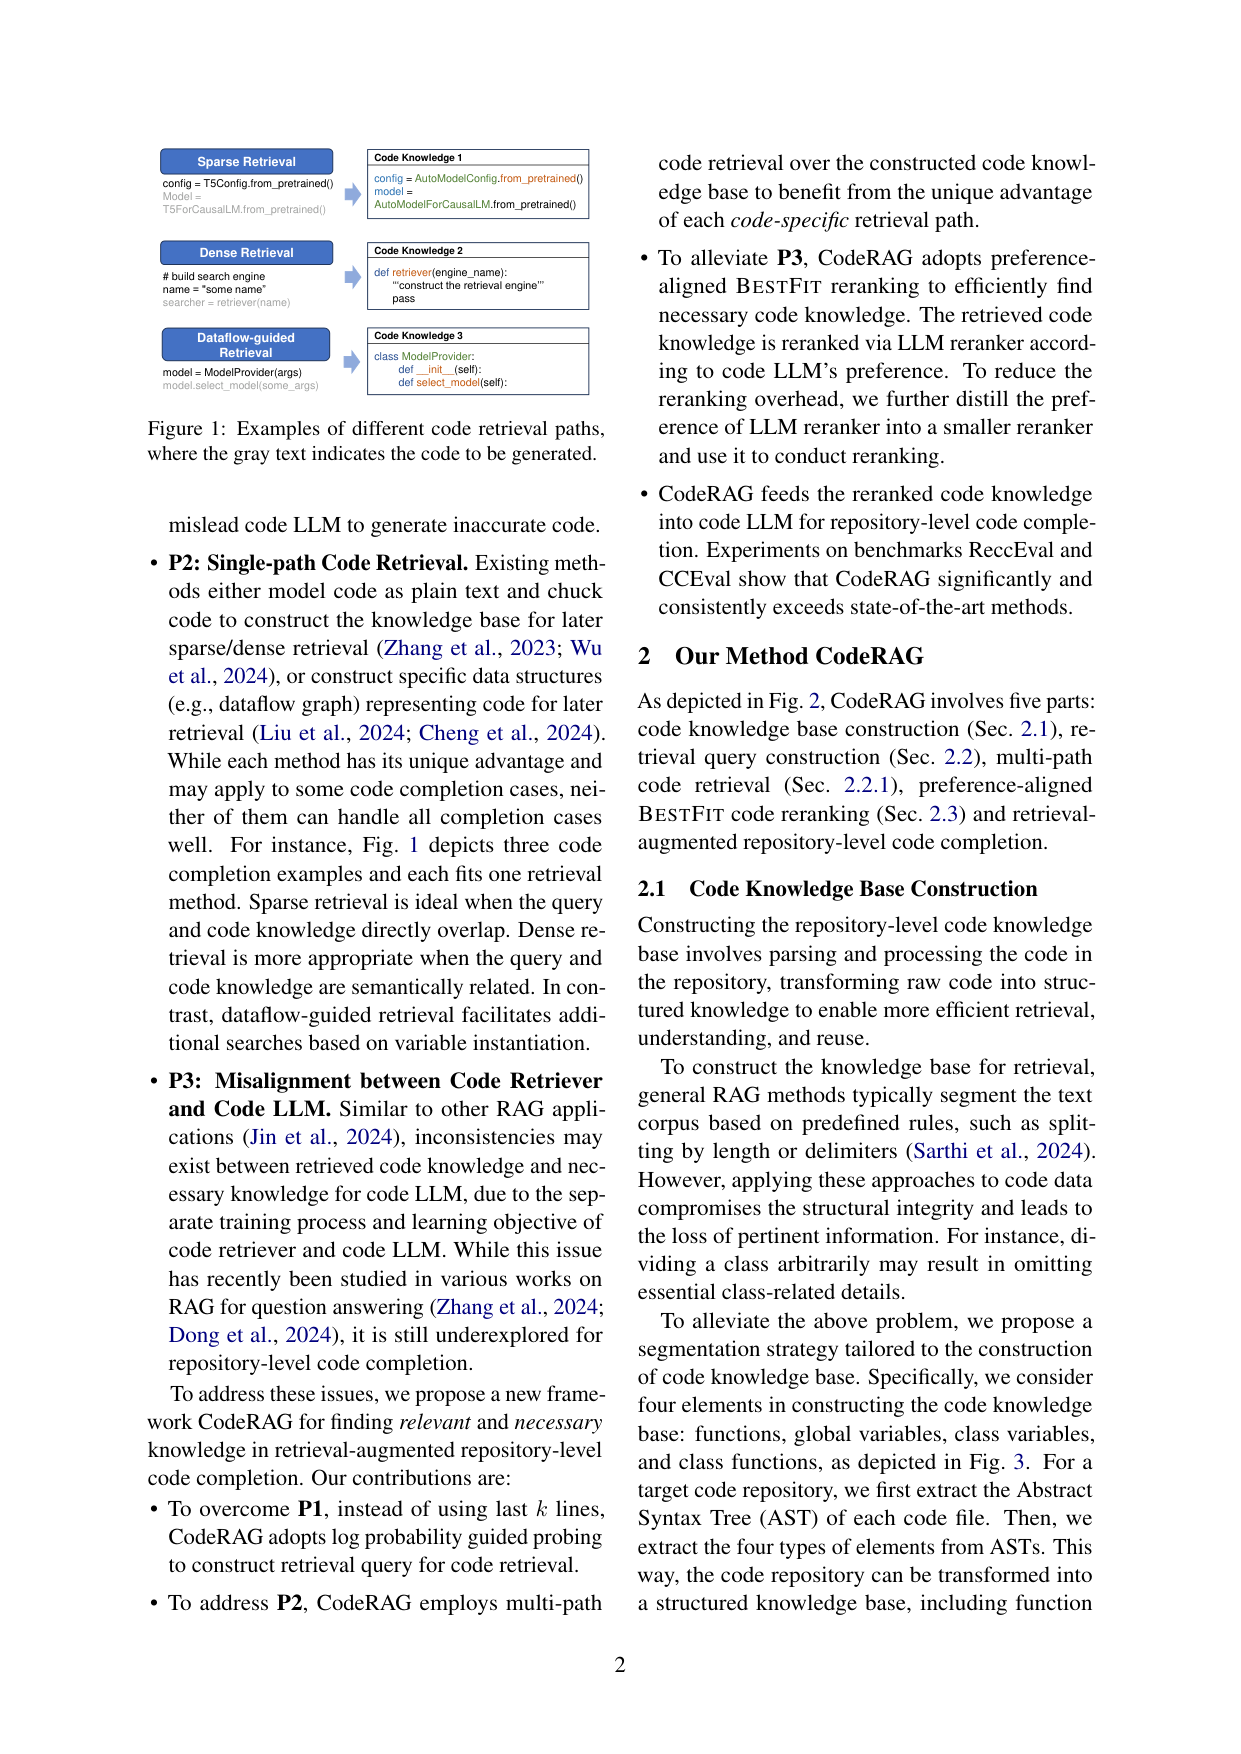 Sparse Retrieval
config = T5Config.from_pretrained()
Model =
T5ForCausalLM.from_pretrained()
Code Knowledge 1
config = AutoModelConfig.from_pretrained()
model =
AutoModelForCausalLM.from_pretrained()
Dense Retrieval
# build search engine
name = "some name"
searcher = retriever(name)
Code Knowledge 2
def retriever(engine_name):
'''construct the retrieval engine'''
pass
Dataflow-guided
Retrieval
model = ModelProvider(args)
model.select_model(some_args)
Code Knowledge 3
class ModelProvider:
def __init__(self):
def select_model(self):
Figure 1: Examples of different code retrieval paths,
where the gray text indicates the code to be generated.
mislead code LLM to generate inaccurate code.
• P2: Single-path Code Retrieval. Existing meth-
ods either model code as plain text and chuck
code to construct the knowledge base for later
sparse/dense retrieval (Zhang et al., 2023; Wu
et al., 2024), or construct specific data structures
(e.g., dataflow graph) representing code for later
retrieval (Liu et al., 2024; Cheng et al., 2024).
While each method has its unique advantage and
may apply to some code completion cases, nei-
ther of them can handle all completion cases
well. For instance, Fig. 1 depicts three code
completion examples and each fits one retrieval
method. Sparse retrieval is ideal when the query
and code knowledge directly overlap. Dense re-
trieval is more appropriate when the query and
code knowledge are semantically related. In con-
trast, dataflow-guided retrieval facilitates addi-
tional searches based on variable instantiation.
• P3: Misalignment between Code Retriever
and Code LLM. Similar to other RAG appli-
cations (Jin et al., 2024), inconsistencies may
exist between retrieved code knowledge and nec-
essary knowledge for code LLM, due to the sep-
arate training process and learning objective of
code retriever and code LLM. While this issue
has recently been studied in various works on
RAG for question answering (Zhang et al., 2024;
Dong et al., 2024), it is still underexplored for
repository-level code completion.
To address these issues, we propose a new frame-
work CodeRAG for finding relevant and necessary
knowledge in retrieval-augmented repository-level
code completion. Our contributions are:
• To overcome P1, instead of using last k lines,
CodeRAG adopts log probability guided probing
to construct retrieval query for code retrieval.
• To address P2, CodeRAG employs multi-path
code retrieval over the constructed code knowl-
edge base to benefit from the unique advantage
of each code-specific retrieval path.
• To alleviate P3, CodeRAG adopts preference-
aligned BESTFIT reranking to efficiently find
necessary code knowledge. The retrieved code
knowledge is reranked via LLM reranker accord-
ing to code LLM's preference. To reduce the
reranking overhead, we further distill the pref-
erence of LLM reranker into a smaller reranker
and use it to conduct reranking.
• CodeRAG feeds the reranked code knowledge
into code LLM for repository-level code comple-
tion. Experiments on benchmarks ReccEval and
CCEval show that CodeRAG significantly and
consistently exceeds state-of-the-art methods.
2 Our Method CodeRAG
As depicted in Fig. 2, CodeRAG involves five parts:
code knowledge base construction (Sec. 2.1), re-
trieval query construction (Sec. 2.2), multi-path
code retrieval (Sec. 2.2.1), preference-aligned
BESTFIT code reranking (Sec. 2.3) and retrieval-
augmented repository-level code completion.
2.1 Code Knowledge Base Construction
Constructing the repository-level code knowledge
base involves parsing and processing the code in
the repository, transforming raw code into struc-
tured knowledge to enable more efficient retrieval,
understanding, and reuse.
To construct the knowledge base for retrieval,
general RAG methods typically segment the text
corpus based on predefined rules, such as split-
ting by length or delimiters (Sarthi et al., 2024).
However, applying these approaches to code data
compromises the structural integrity and leads to
the loss of pertinent information. For instance, di-
viding a class arbitrarily may result in omitting
essential class-related details.
To alleviate the above problem, we propose a
segmentation strategy tailored to the construction
of code knowledge base. Specifically, we consider
four elements in constructing the code knowledge
base: functions, global variables, class variables,
and class functions, as depicted in Fig. 3. For a
target code repository, we first extract the Abstract
Syntax Tree (AST) of each code file. Then, we
extract the four types of elements from ASTs. This
way, the code repository can be transformed into
a structured knowledge base, including function
2